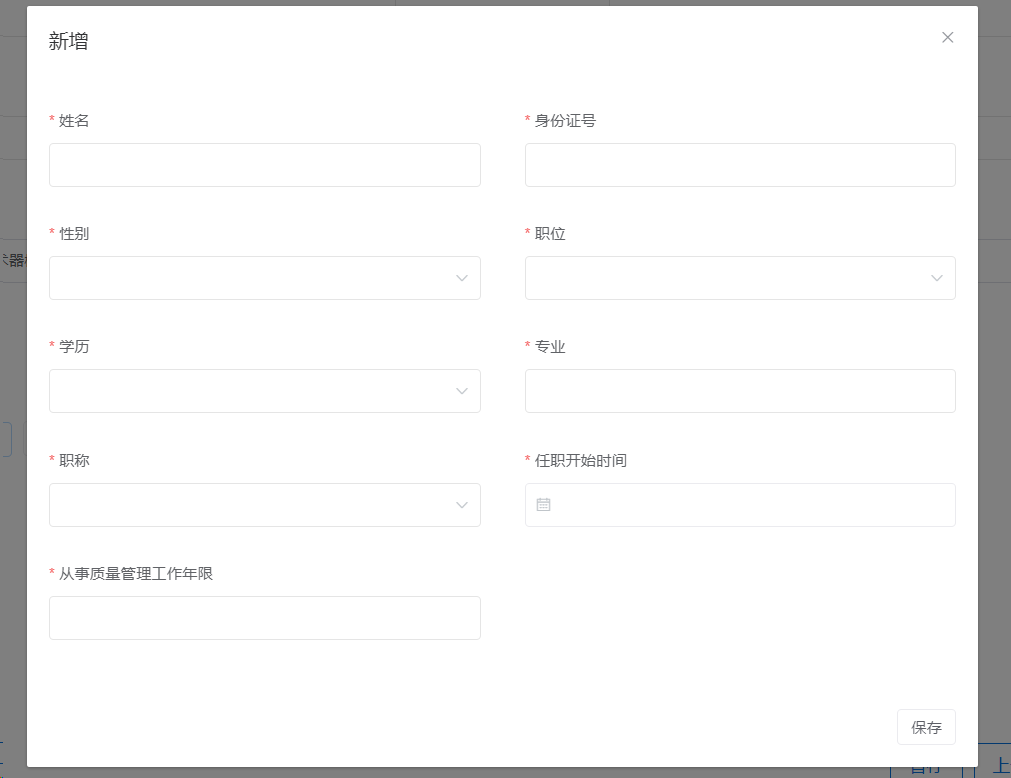 新增
* 姓名
* 身份证号
* 性别
* 职位
* 学历
* 专业
* 职称
* 任职开始时间
* 从事质量管理工作年限
保存
上